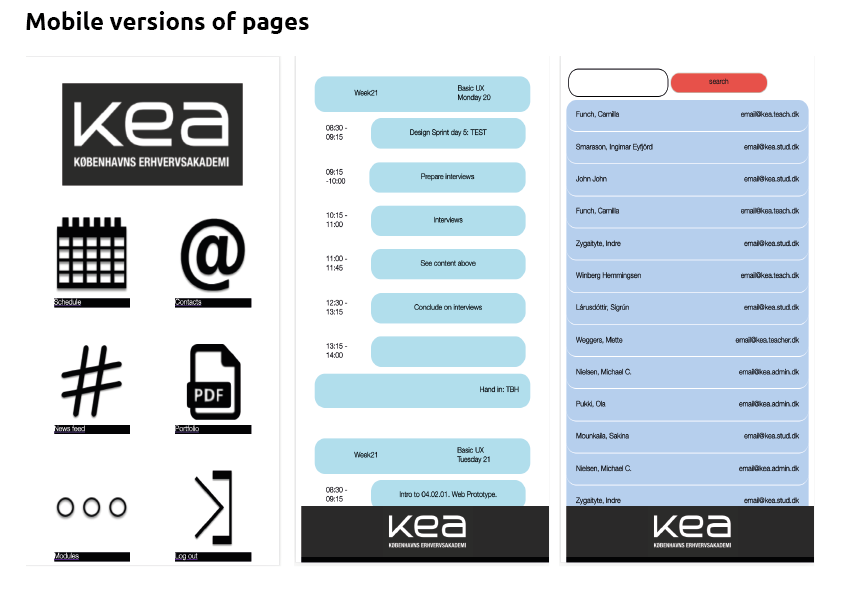 Mobile versions of pages
kea
KØBENHAVNS ERHVERVSAKADEMI
Schedule
Contacts
News feed
PDF
Portfolio
Modules
Log out
Week21
Basic UX
Monday 20
08:30 -
09:15
Design Sprint day 5: TEST
09:15
-10:00
Prepare interviews
10:15 -
11:00
Interviews
11:00 -
11:45
See content above
12:30 -
13:15
Conclude on interviews
13:15 -
14:00
Hand in: TBH
Week21
Basic UX
Tuesday 21
08:30 -
09:15
Intro to 04.02.01. Web Prototype.
kea
KØBENHAVNS ERHVERVSAKADEMI
search
Funch, Camilla email@kea.teach.dk
Smarason, Ingimar Eyfjörd email@kea.stud.dk
John John email@kea.stud.dk
Funch, Camilla email@kea.teach.dk
Zygaityte, Indre email@kea.stud.dk
Winberg Hemmingsen email@kea.teach.dk
Lárusdóttir, Sigrún email@kea.stud.dk
Weggers, Mette email@kea.teacher.dk
Nielsen, Michael C. email@kea.admin.dk
Pukki, Ola email@kea.admin.dk
Mounkaila, Sakina email@kea.stud.dk
Nielsen, Michael C. email@kea.admin.dk
Zygaityte, Indre email@kea.stud.dk
kea
KØBENHAVNS ERHVERVSAKADEMI